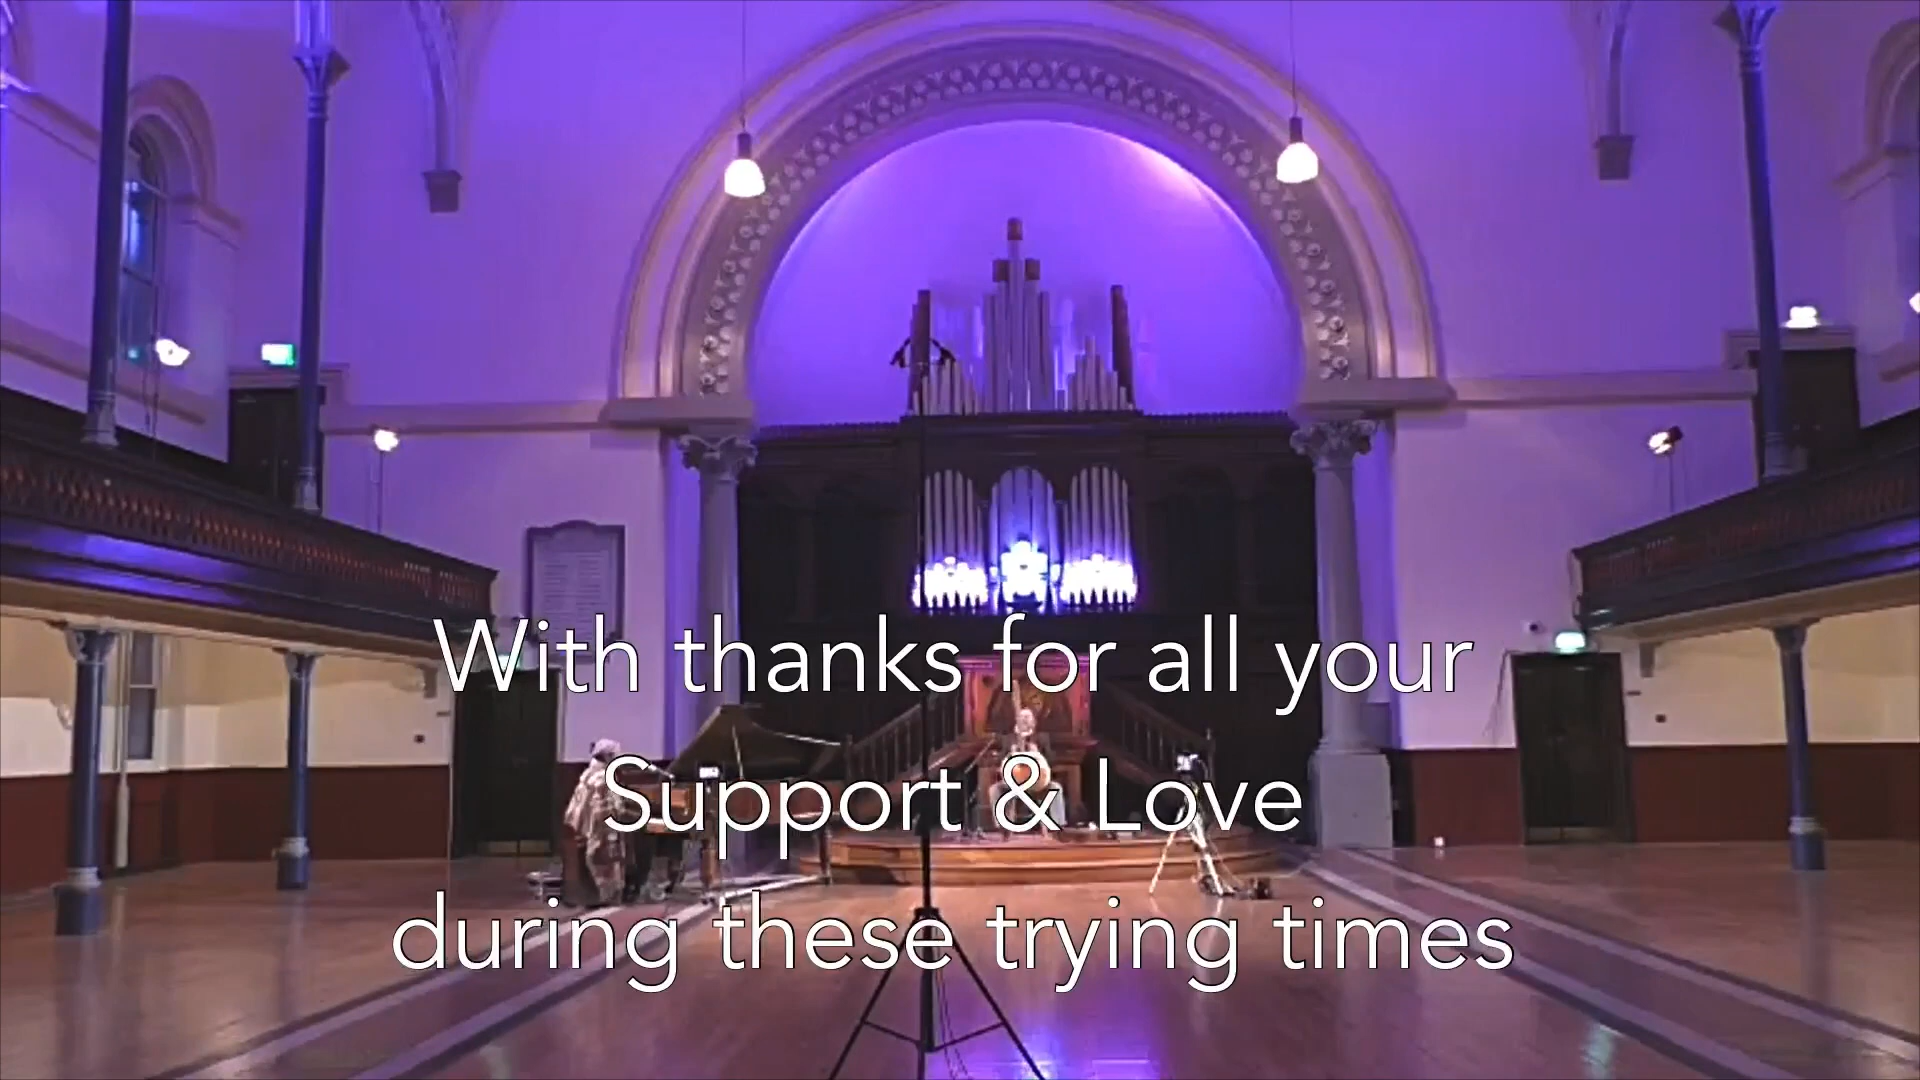 With thanks for all your
Support & Love
during these trying times